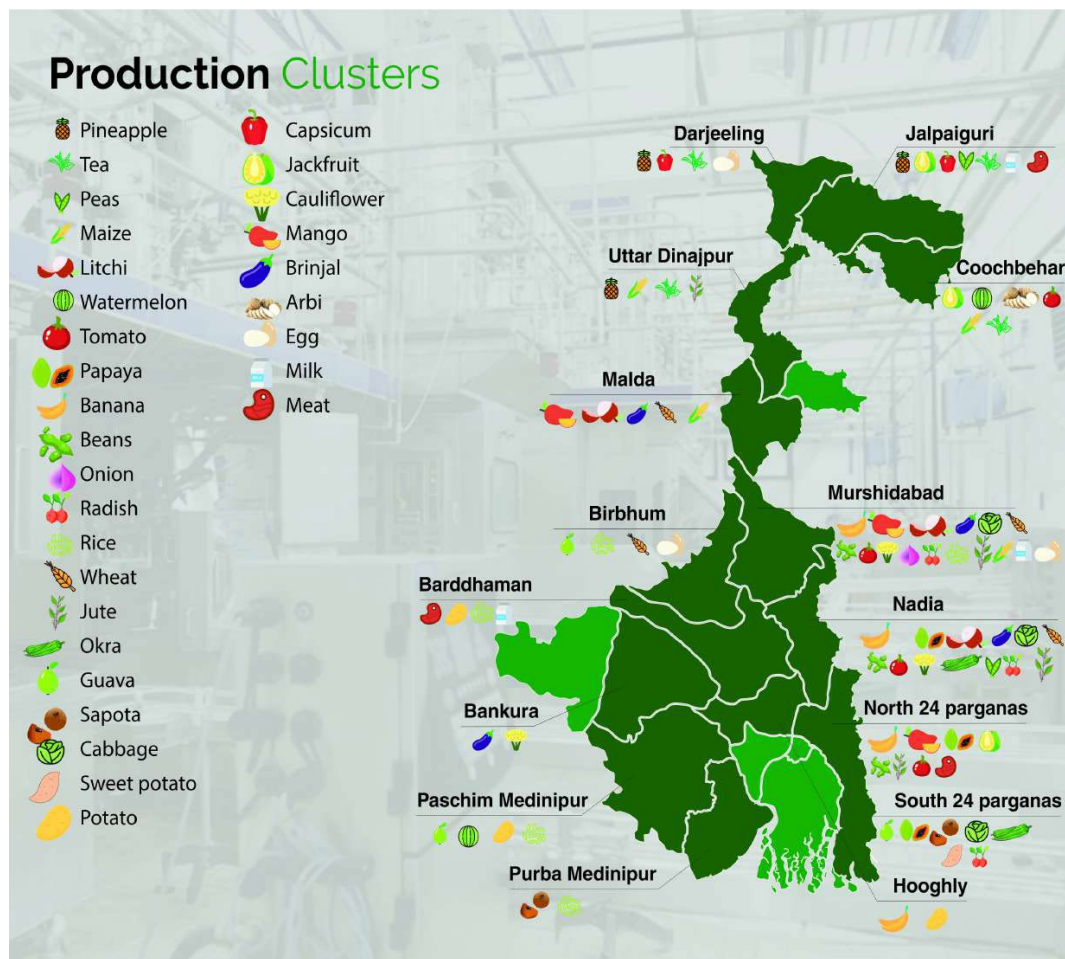 Production Clusters
Pineapple
Tea
Peas
Maize
Litchi
Watermelon
Tomato
Papaya
Banana
Beans
Onion
Radish
Rice
Wheat
Jute
Okra
Guava
Sapota
Cabbage
Sweet potato
Potato
Capsicum
Jackfruit
Cauliflower
Mango
Brinjal
Arbi
Egg
Milk
Meat
Darjeeling
Jalpaiguri
Uttar Dinajpur
Coochbehar
Malda
Murshidabad
Birbhum
Barddhaman
Nadia
Bankura
North 24 parganas
Paschim Medinipur
South 24 parganas
Purba Medinipur
Hooghly